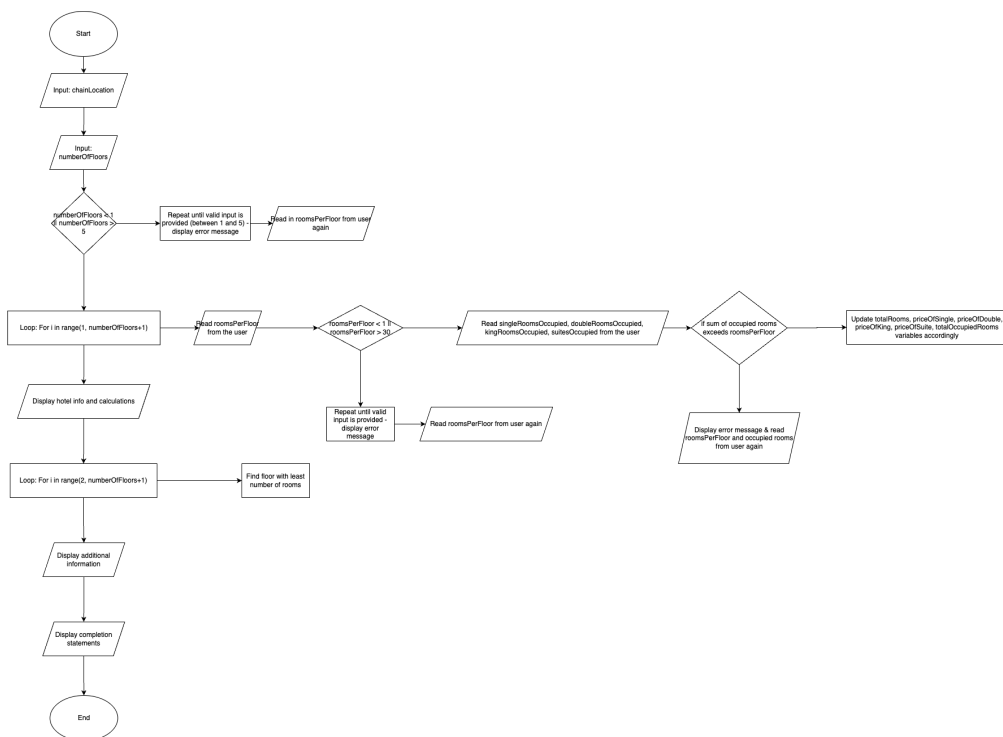 Start
Input: chainLocation
Input:
numberOfFloors
numberOfFloors < 1
|| numberOfFloors >
5
Repeat until valid input is
provided (between 1 and 5) -
display error message
Read in roomsPerFloor from user
again
Loop: For i in range(1, numberOfFloors+1)
Read roomsPerFloor
from the user
roomsPerFloor < 1 ||
roomsPerFloor > 30
Read singleRoomsOccupied, doubleRoomsOccupied,
kingRoomsOccupied, suitesOccupied from the user
if sum of occupied rooms
exceeds roomsPerFloor
Update totalRooms, priceOfSingle, priceOfDouble,
priceOfKing, priceOfSuite, totalOccupiedRooms
variables accordingly
Display hotel info and calculations
Repeat until valid
input is provided -
display error
message
Read roomsPerFloor from user again
Display error message & read
roomsPerFloor and occupied rooms
from user again
Loop: For i in range(2, numberOfFloors+1)
Find floor with least
number of rooms
Display additional
information
Display completion
statements
End